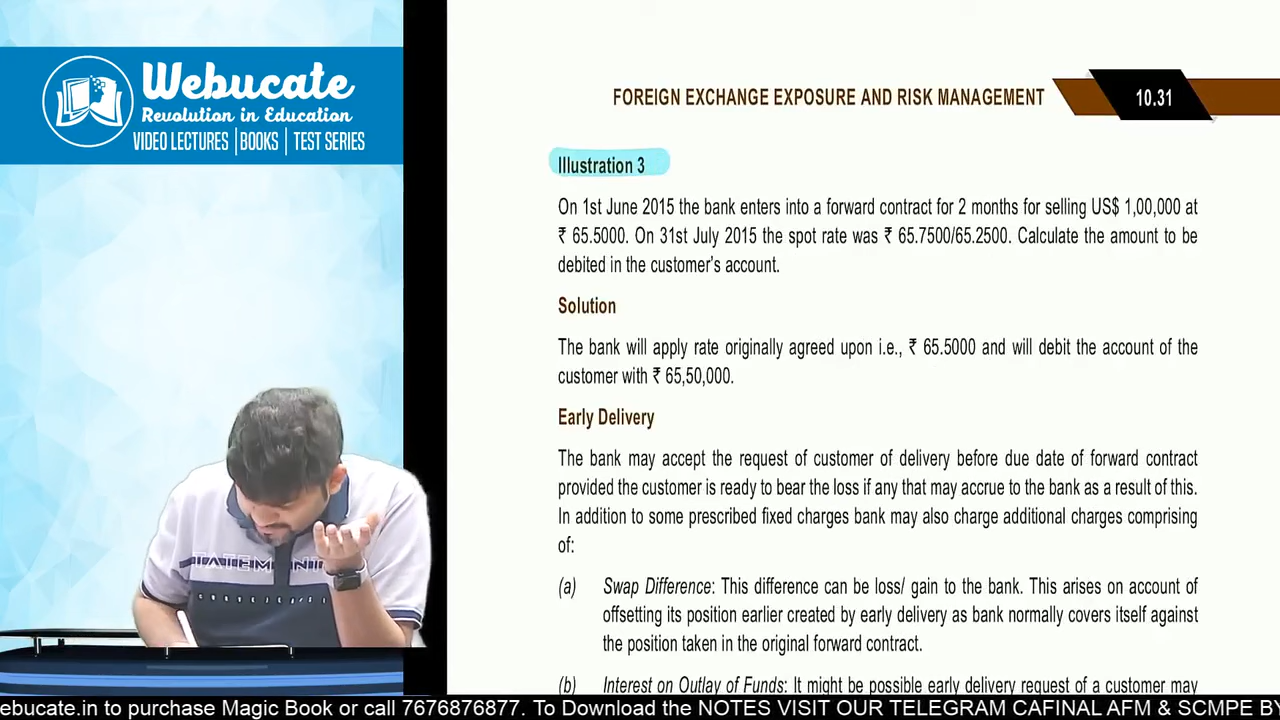 Webucate
Revolution in Education
VIDEO LECTURES | BOOKS | TEST SERIES
FOREIGN EXCHANGE EXPOSURE AND RISK MANAGEMENT
10.31
Illustration 3
On 1st June 2015 the bank enters into a forward contract for 2 months for selling US$ 1,00,000 at
₹ 65.5000. On 31st July 2015 the spot rate was ₹ 65.7500/65.2500. Calculate the amount to be
debited in the customer's account.
Solution
The bank will apply rate originally agreed upon i.e., ₹ 65.5000 and will debit the account of the
customer with ₹ 65,50,000.
Early Delivery
The bank may accept the request of customer of delivery before due date of forward contract
provided the customer is ready to bear the loss if any that may accrue to the bank as a result of this.
In addition to some prescribed fixed charges bank may also charge additional charges comprising
of:
(a) Swap Difference: This difference can be loss/ gain to the bank. This arises on account of
offsetting its position earlier created by early delivery as bank normally covers itself against
the position taken in the original forward contract.
(b) Interest on Outlay of Funds: It might be possible early delivery request of a customer may
ebucate.in to purchase Magic Book or call 7676876877. To Download the NOTES VISIT OUR TELEGRAM CAFINAL AFM & SCMPE BY